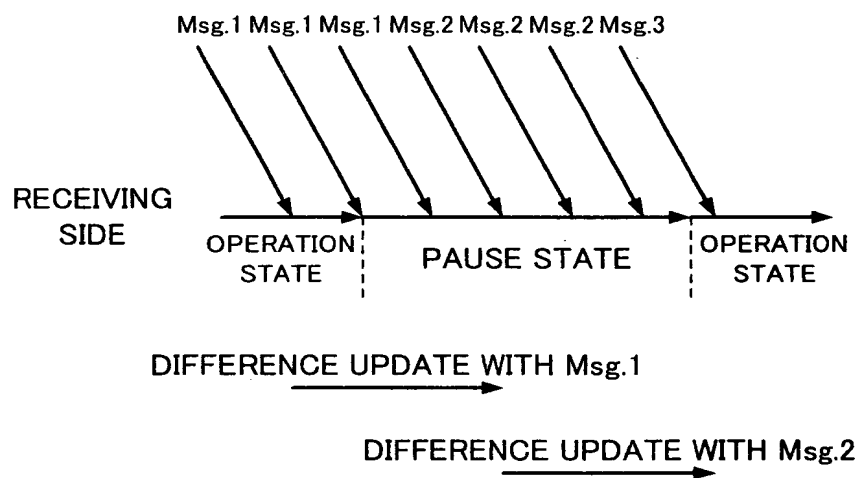 Msg.1 Msg.1 Msg.1 Msg.2 Msg.2 Msg.2 Msg.3
RECEIVING
SIDE
OPERATION
STATE
PAUSE STATE
OPERATION
STATE
DIFFERENCE UPDATE WITH Msg.1
DIFFERENCE UPDATE WITH Msg.2